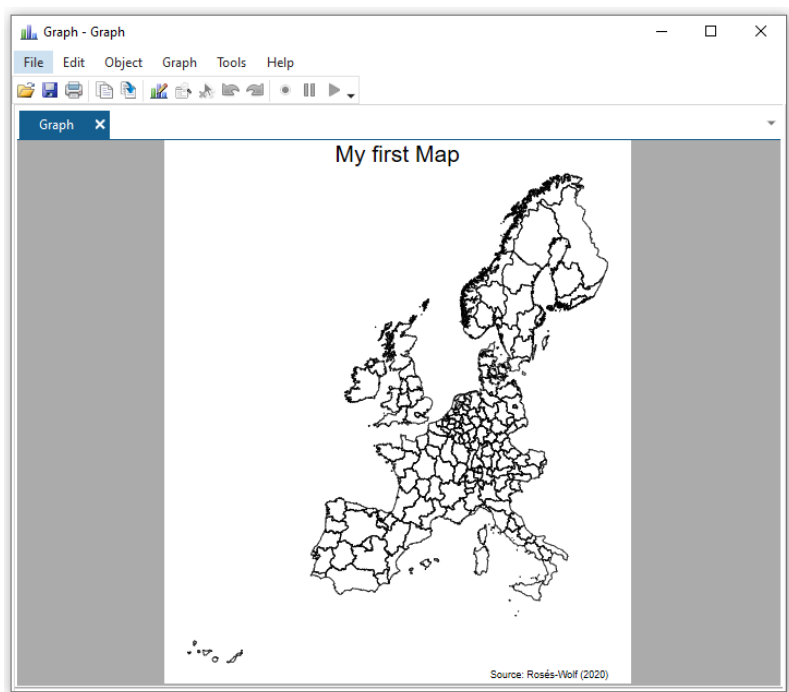 Graph - Graph
File Edit Object Graph Tools Help
Graph
My first Map
Source: Rosés-Wolf (2020)